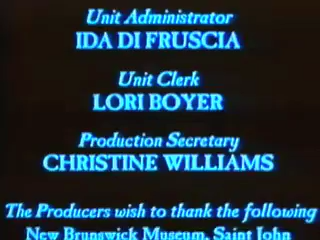 Unit Administrator
IDA DI FRUSCIA
Unit Clerk
LORI BOYER
Production Secretary
CHRISTINE WILLIAMS
The Producers wish to thank the following
New Brunswick Museum, Saint John